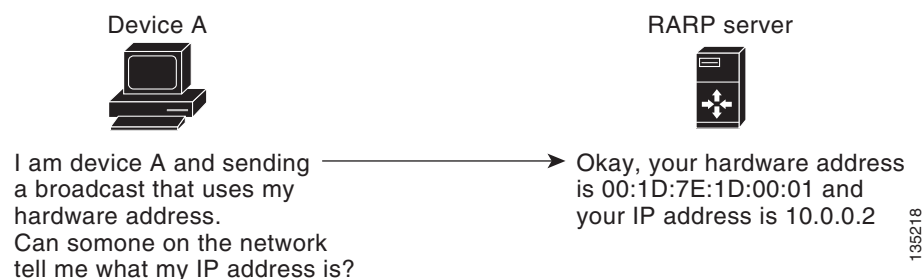 Device A
RARP server
I am device A and sending
a broadcast that uses my
hardware address.
Can somone on the network
tell me what my IP address is?
Okay, your hardware address
is 00:1D:7E:1D:00:01 and
your IP address is 10.0.0.2
135218